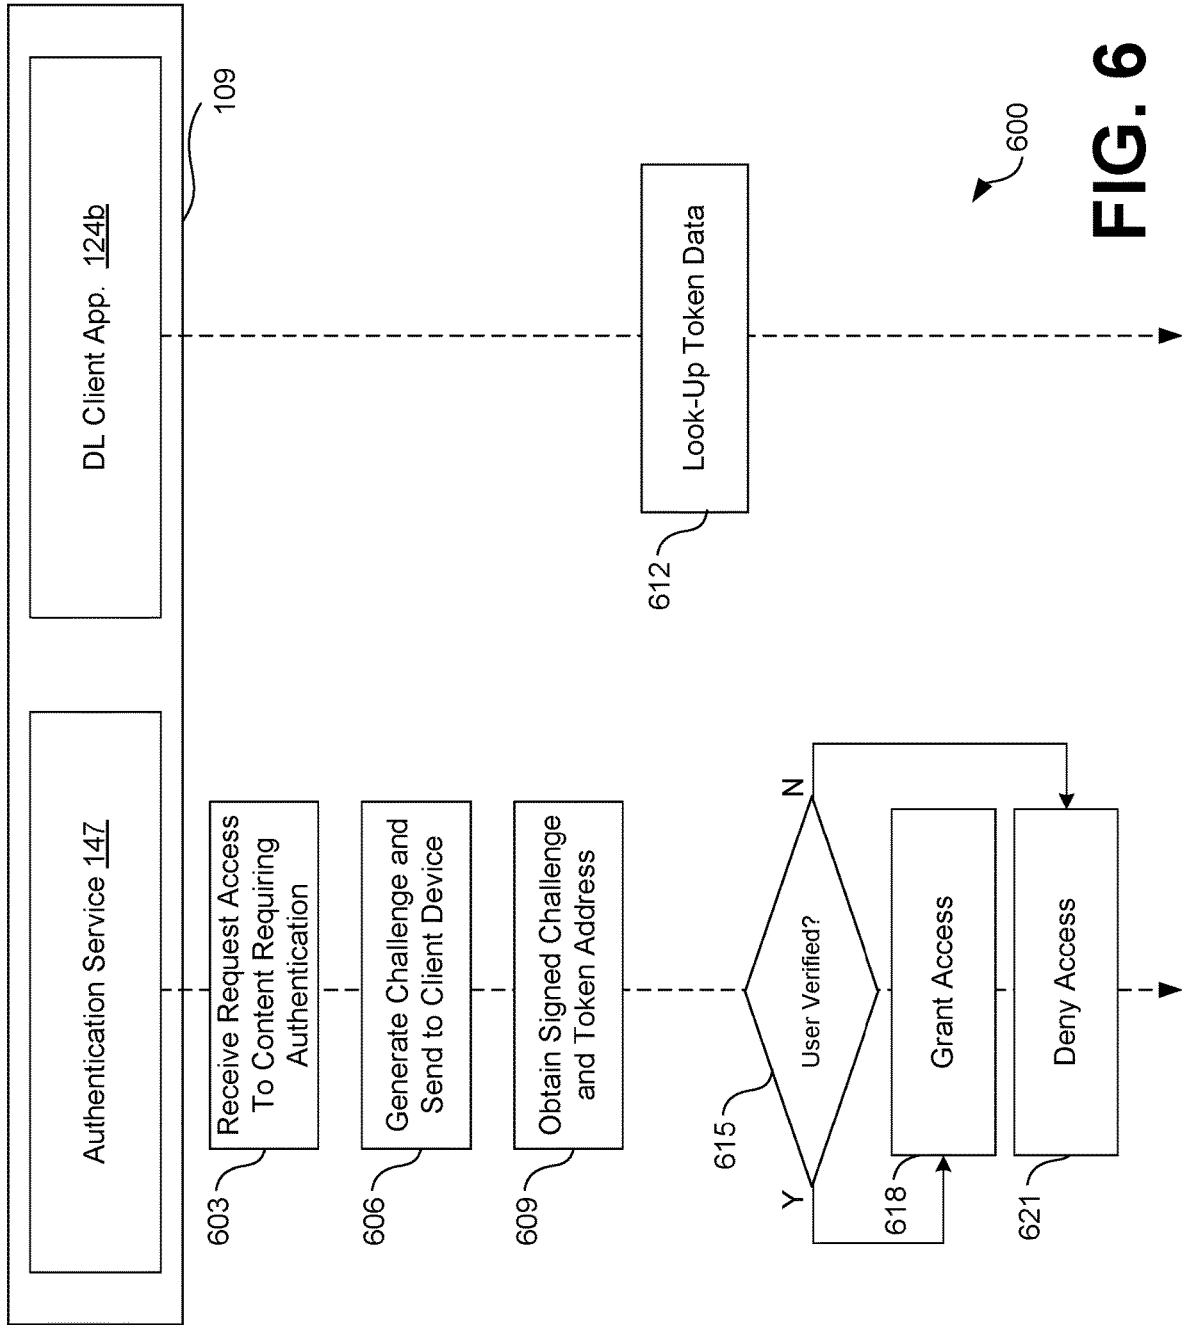 Authentication Service 147
DL Client App. 124b
109
603
Receive Request Access
To Content Requiring
Authentication
606
Generate Challenge and
Send to Client Device
609
Obtain Signed Challenge
and Token Address
612
Look-Up Token Data
615
User Verified?
Y
N
618
Grant Access
621
Deny Access
600
FIG. 6